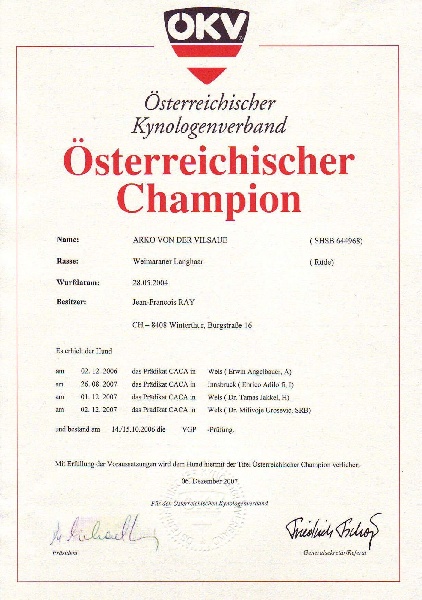 ÖKV
Österreichischer
Kynologenverband
Österreichischer
Champion
Name: ARKO VON DER VILSAUE ( SHSB 644968)
Rasse: Weimaraner Langhaar ( Rüde)
Wurfdatum: 28.05.2004
Besitzer: Jean-Francois RAY
CH – 8408 Winterthur, Burgstraße 16
Es erhielt der Hund
am 02. 12. 2006 das Prädikat CACA in Wels ( Erwin Angelbauer, A)
am 26. 08. 2007 das Prädikat CACA in Innsbruck ( Enrico Adilo fi, I)
am 01. 12. 2007 das Prädikat CACA in Wels ( Dr. Tamas Jakkel, H)
am 02. 12. 2007 das Prädikat CACA in Wels ( Dr. Milivoje Urosevic, SRB)
und bestand am 14./15.10.2006 die VGP -Prüfung.
Mit Erfüllung der Voraussetzungen wird dem Hund hiermit der Titel Österreichischer Champion verliehen.
06. Dezember 2007
Für den Österreichischen Kynologenverband
Präsident Generalsekretär/Referat